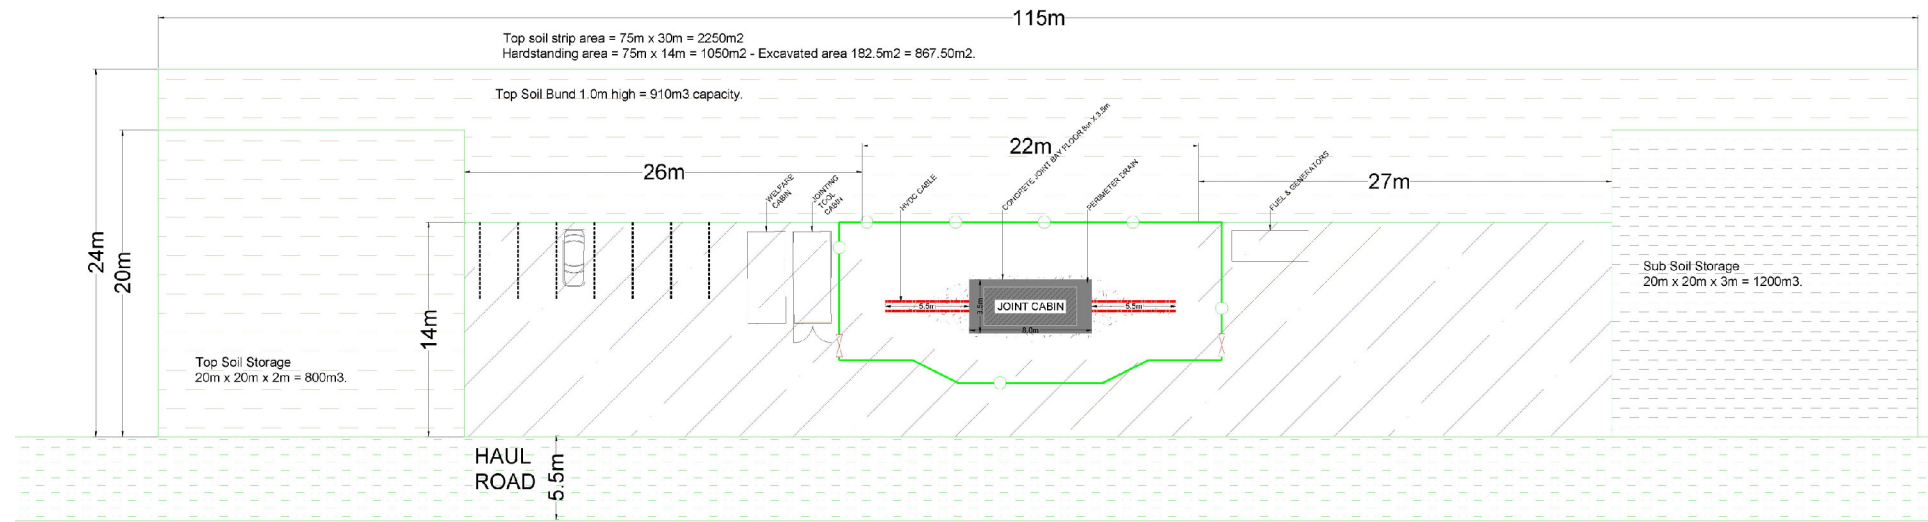 115m
Top soil strip area = 75m x 30m = 2250m2
Hardstanding area = 75m x 14m = 1050m2 - Excavated area 182.5m2 = 867.50m2.
Top Soil Bund 1.0m high = 910m3 capacity.
22m
26m
27m
24m
20m
14m
WELFARE
CABIN
JOINTING
TOOL
CABIN
HVDC CABLE
CONCRETE JOINT BAY FLOOR 8m X 3.5m
PERIMETER DRAIN
FUEL & GENERATORS
5.5m
3.5m
JOINT CABIN
8.0m
5.5m
Sub Soil Storage
20m x 20m x 3m = 1200m3.
Top Soil Storage
20m x 20m x 2m = 800m3.
HAUL
ROAD
5.5m